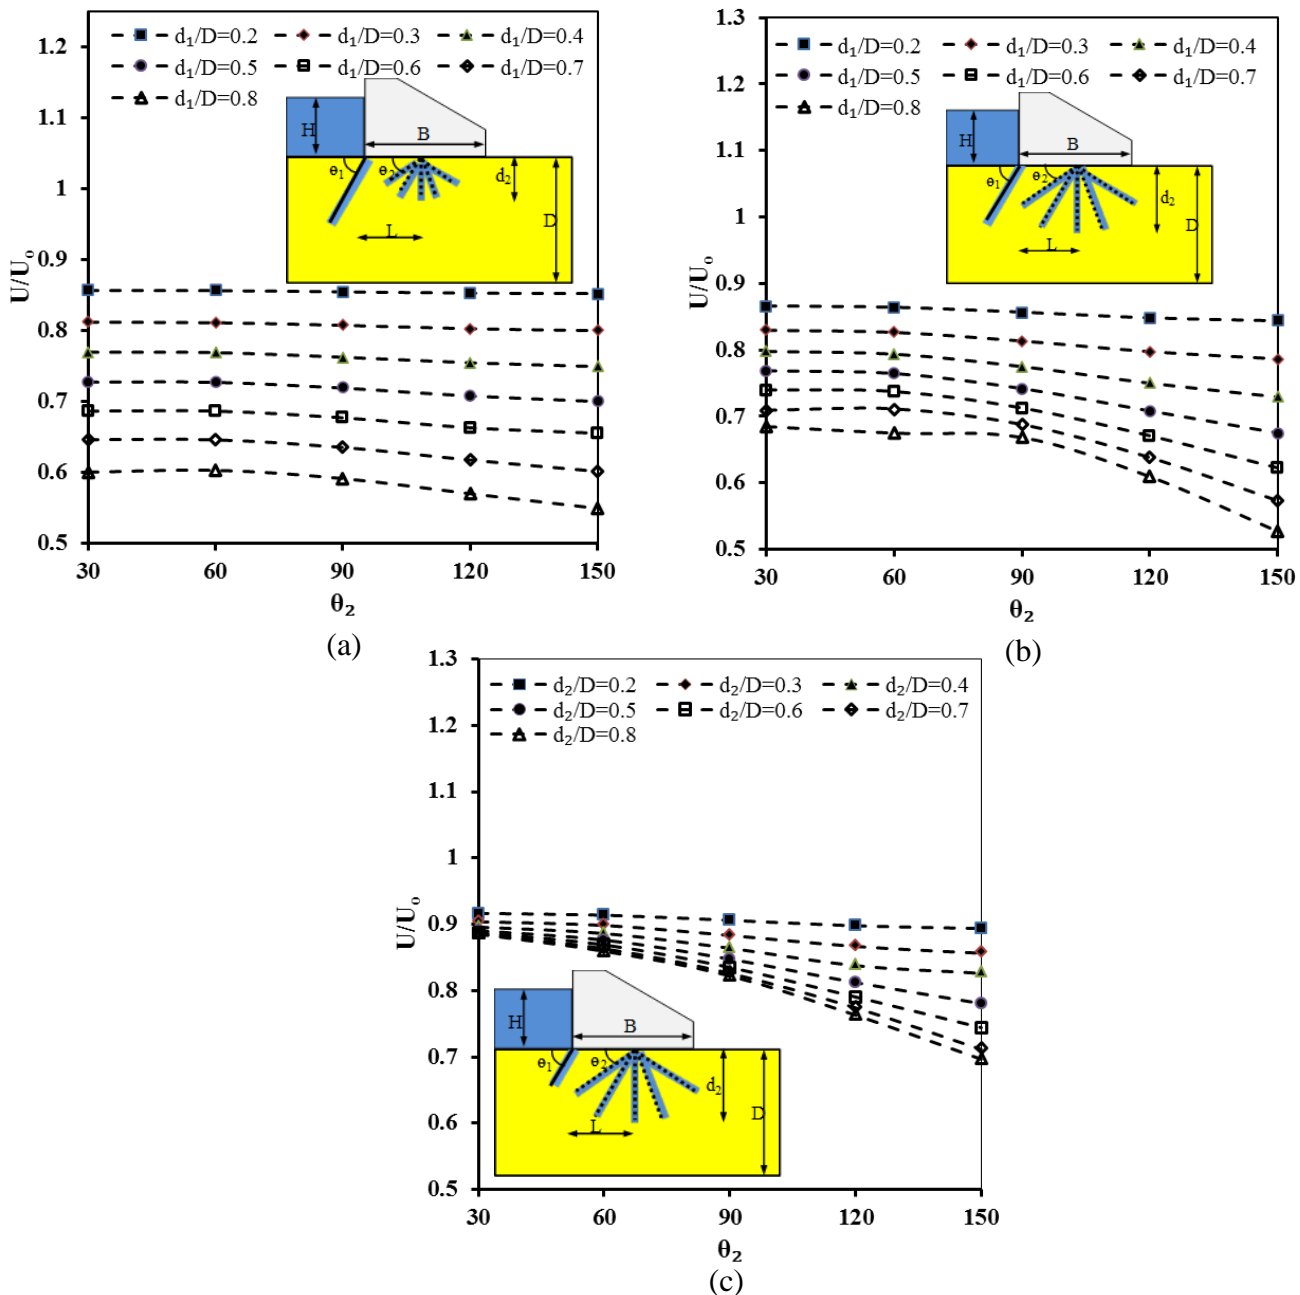 1.2
1.1
1
0.9
0.8
0.7
0.6
0.5
U/Uₒ
d₁/D=0.2 d₁/D=0.3 d₁/D=0.4
d₁/D=0.5 d₁/D=0.6 d₁/D=0.7
d₁/D=0.8
H B
θ₁ θ₂ d₂
D
L
30 60 90 120 150
θ₂
(a)
1.3
1.2
1.1
1
0.9
0.8
0.7
0.6
0.5
U/Uₒ
d₁/D=0.2 d₁/D=0.3 d₁/D=0.4
d₁/D=0.5 d₁/D=0.6 d₁/D=0.7
d₁/D=0.8
H B
θ₁ θ₂
d₂
D
L
30 60 90 120 150
θ₂
(b)
1.3
1.2
1.1
1
0.9
0.8
0.7
0.6
0.5
U/Uₒ
d₂/D=0.2 d₂/D=0.3 d₂/D=0.4
d₂/D=0.5 d₂/D=0.6 d₂/D=0.7
d₂/D=0.8
H B
θ₁ θ₂
d₂
D
L
30 60 90 120 150
θ₂
(c)